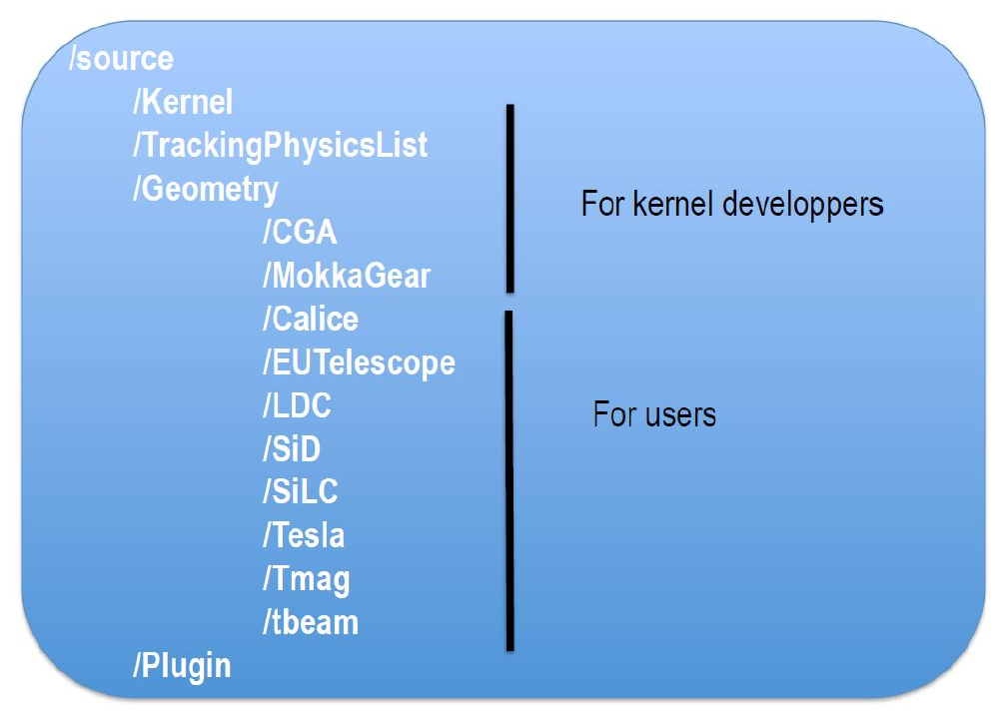 /source
/Kernel
/TrackingPhysicsList
/Geometry
For kernel developpers
/CGA
/MokkaGear
/Calice
/EUTelescope
/LDC
For users
/SiD
/SiLC
/Tesla
/Tmag
/tbeam
/Plugin